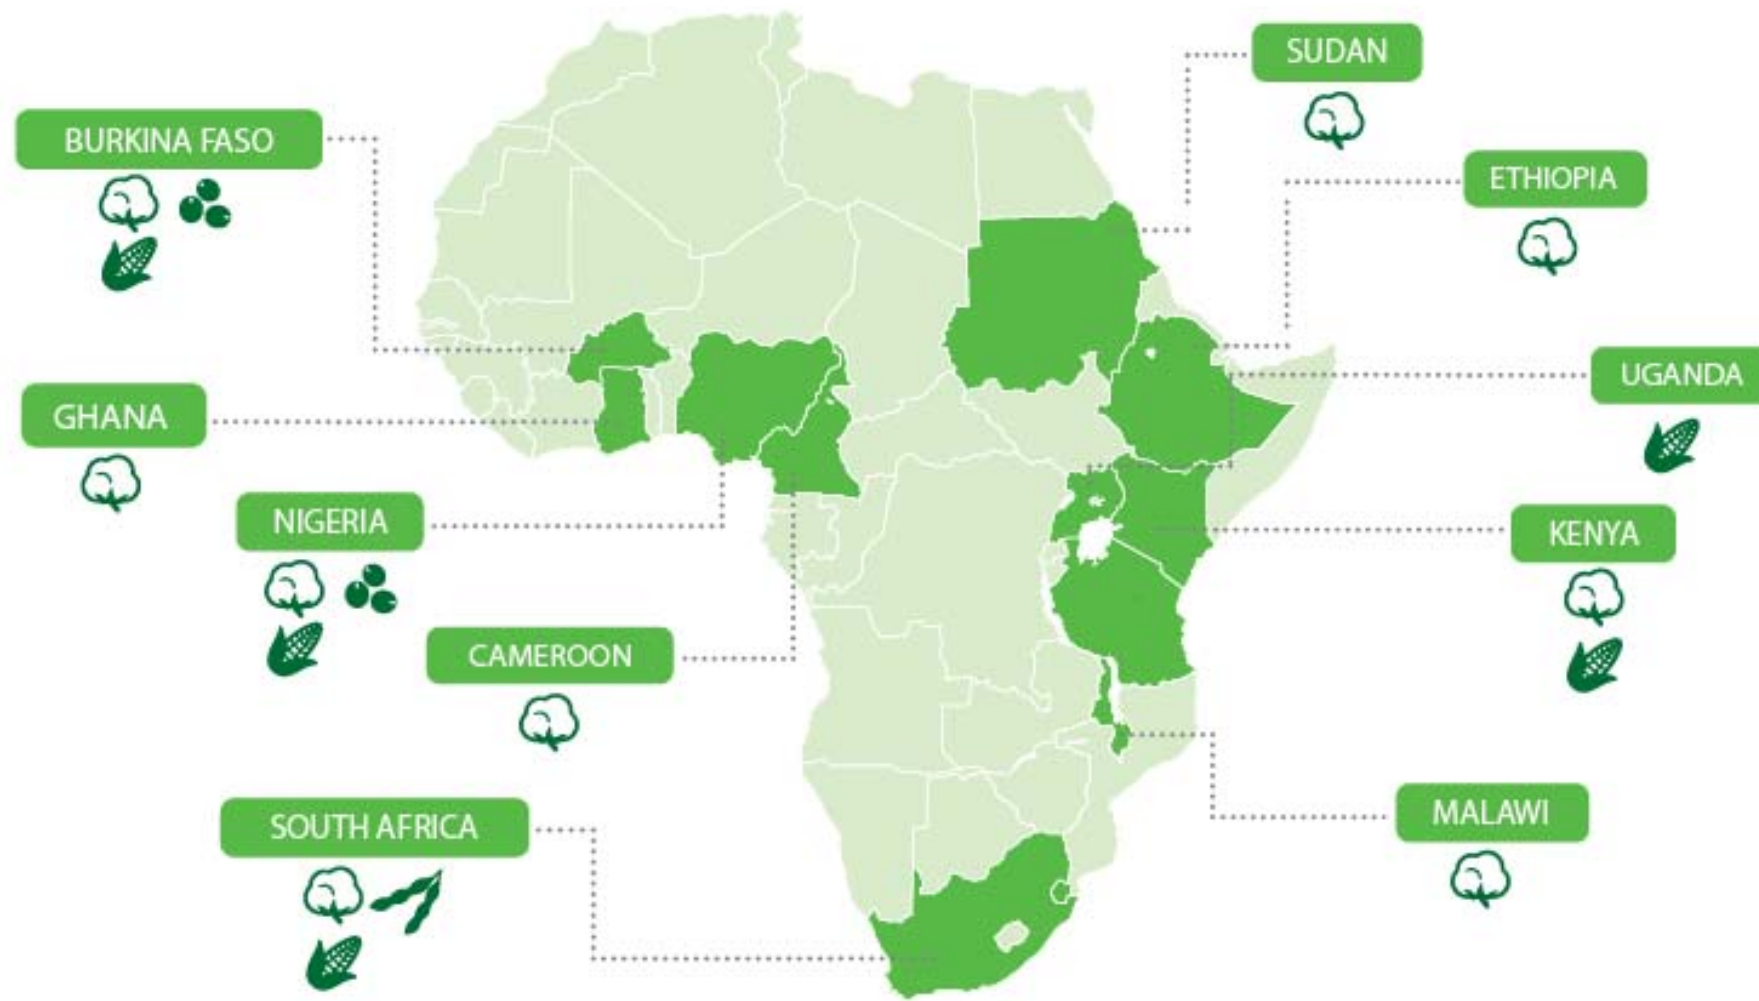 SUDAN
BURKINA FASO
ETHIOPIA
UGANDA
GHANA
NIGERIA
KENYA
CAMEROON
MALAWI
SOUTH AFRICA